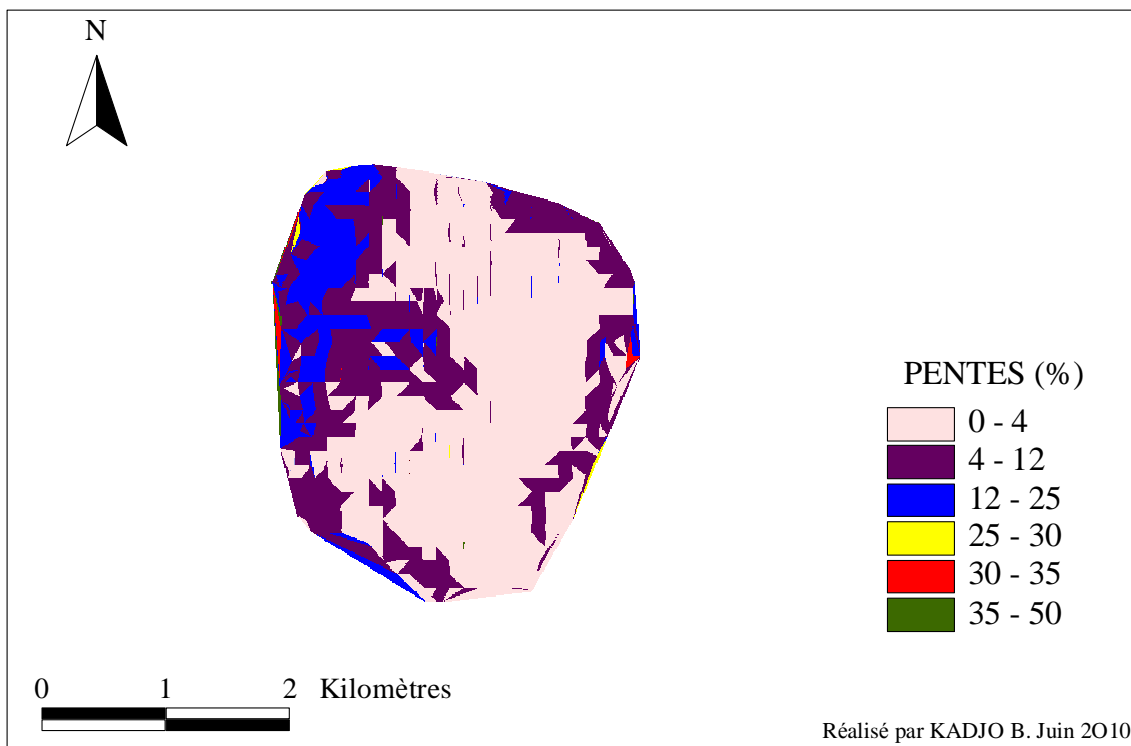 N
PENTES (%)
0 - 4
4 - 12
12 - 25
25 - 30
30 - 35
35 - 50
0 1 2 Kilomètres
Réalisé par KADJO B. Juin 2O10